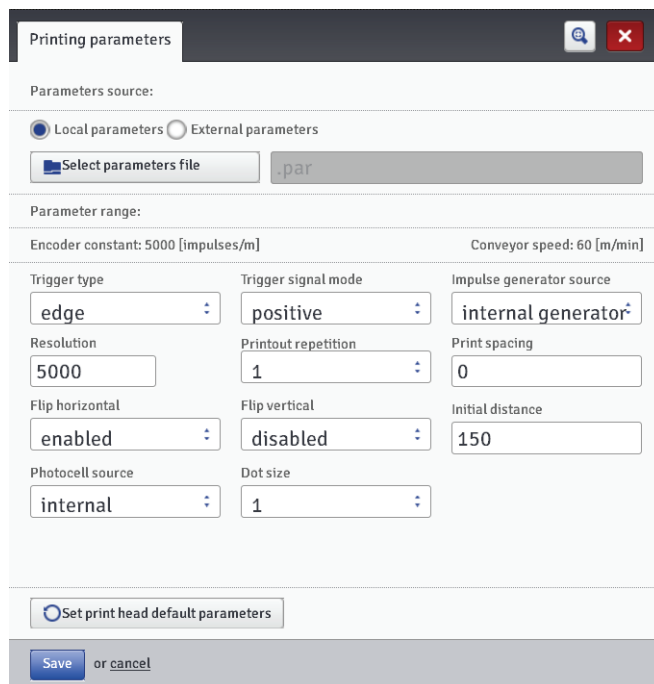 Printing parameters
Parameters source:
Local parameters External parameters
Select parameters file .par
Parameter range:
Encoder constant: 5000 [impulses/m] Conveyor speed: 60 [m/min]
Trigger type Trigger signal mode Impulse generator source
edge positive internal generator
Resolution Printout repetition Print spacing
5000 1 0
Flip horizontal Flip vertical Initial distance
enabled disabled 150
Photocell source Dot size
internal 1
Set print head default parameters
Save or cancel